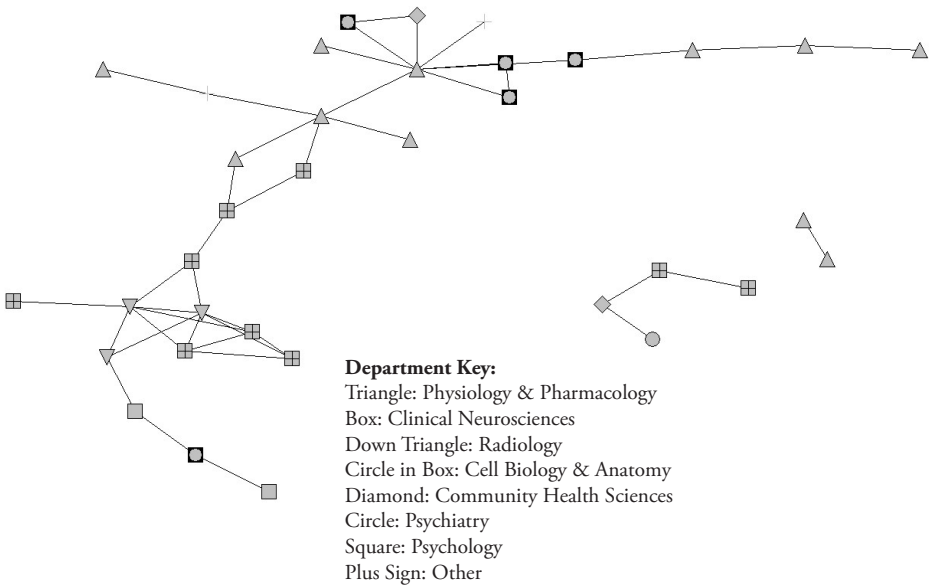 Department Key:
Triangle: Physiology & Pharmacology
Box: Clinical Neurosciences
Down Triangle: Radiology
Circle in Box: Cell Biology & Anatomy
Diamond: Community Health Sciences
Circle: Psychiatry
Square: Psychology
Plus Sign: Other